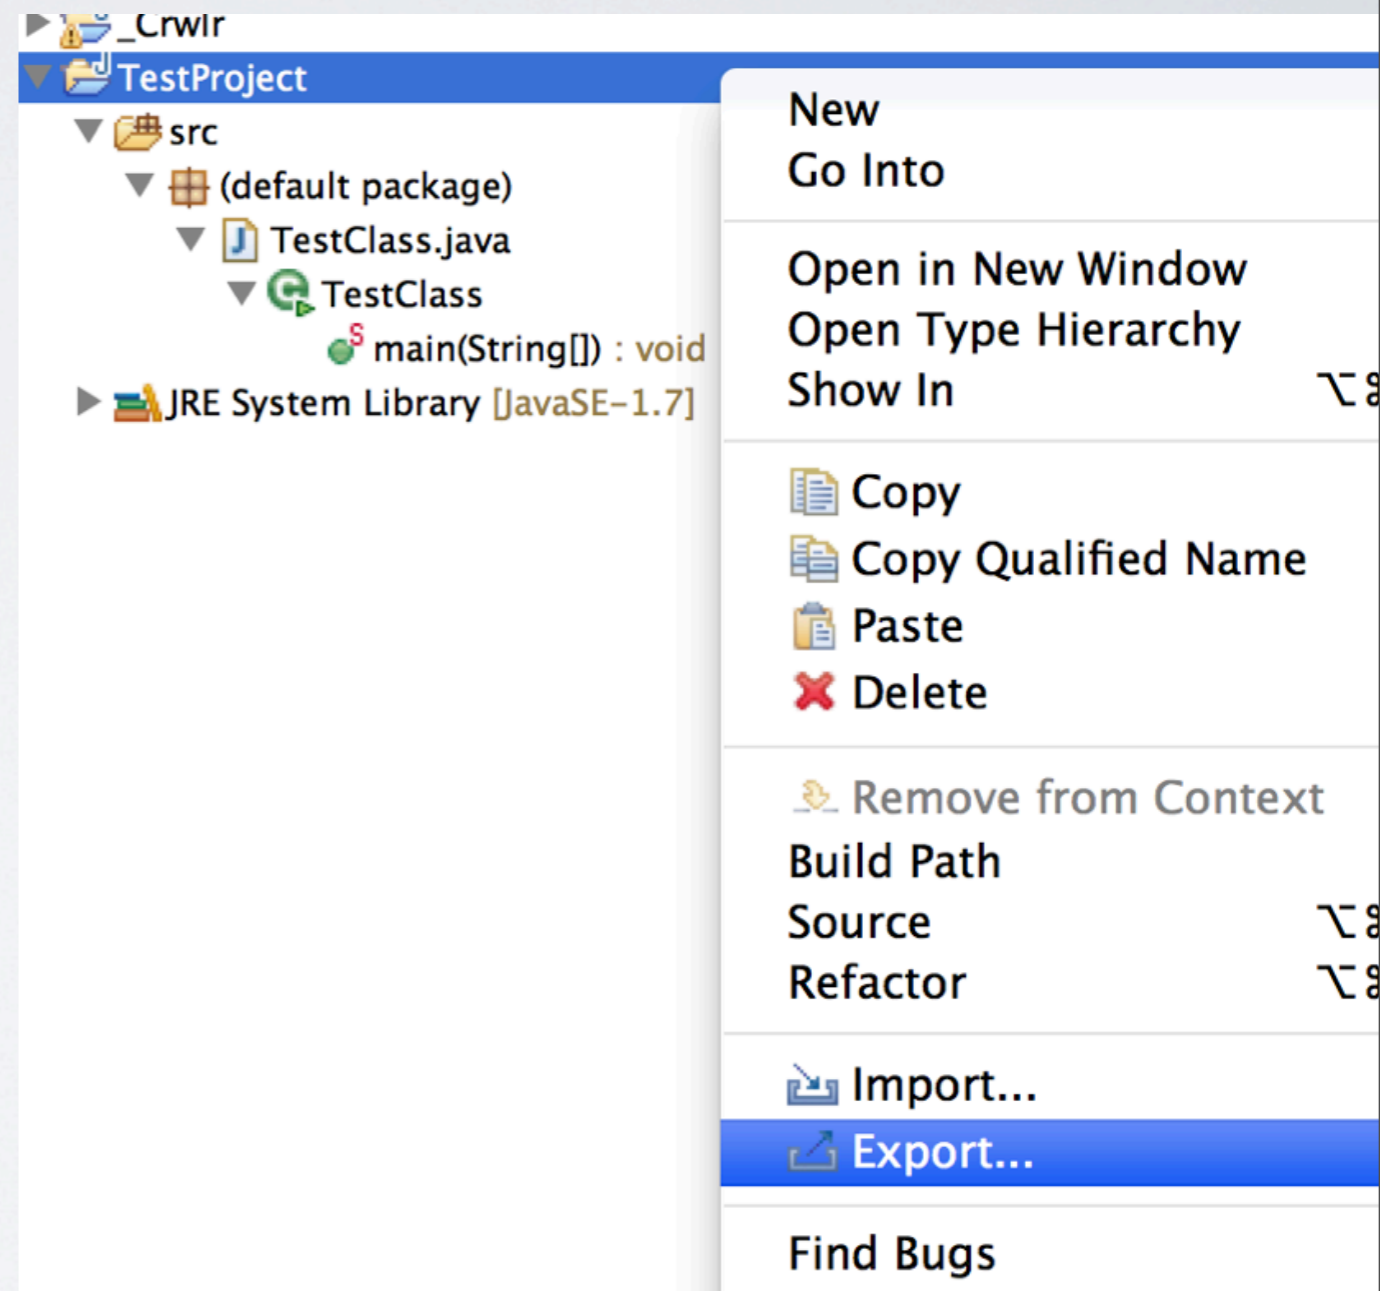 _Crwlr
TestProject
src
(default package)
TestClass.java
TestClass
main(String[]) : void
JRE System Library [JavaSE-1.7]
New
Go Into
Open in New Window
Open Type Hierarchy
Show In ⌥⌘
Copy
Copy Qualified Name
Paste
Delete
Remove from Context
Build Path
Source ⌥⌘
Refactor ⌥⌘
Import...
Export...
Find Bugs